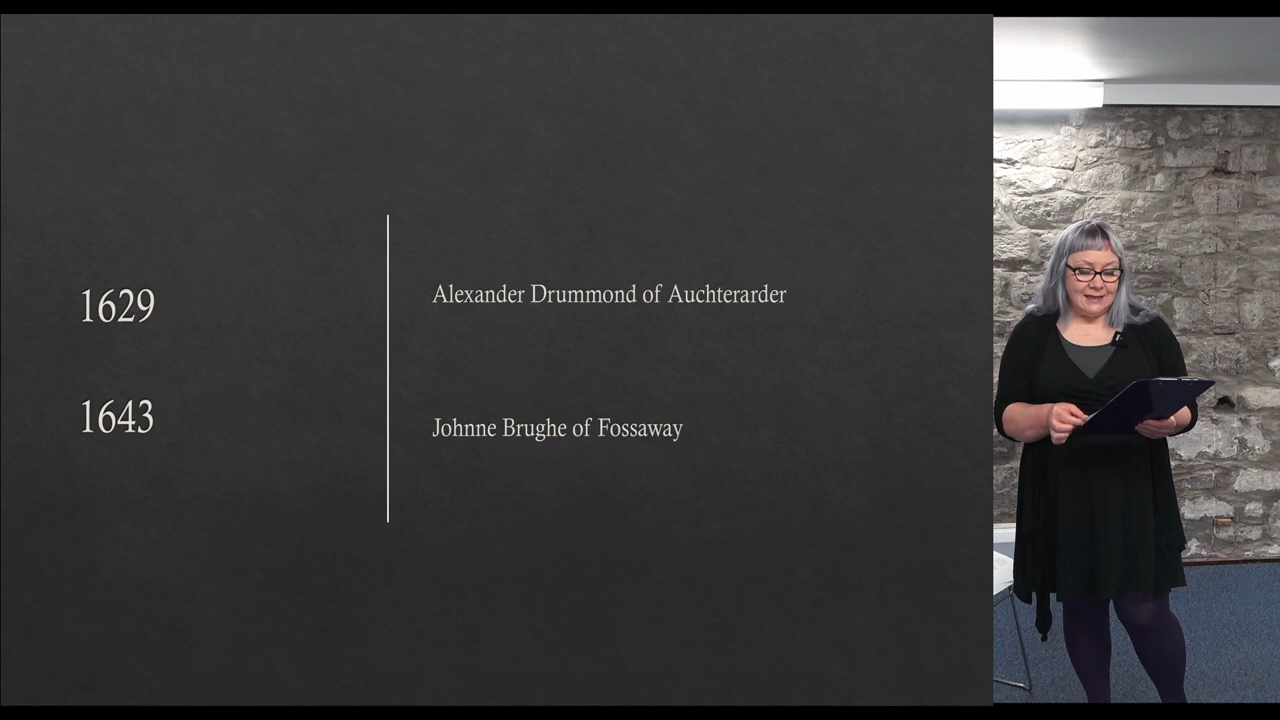 1629
Alexander Drummond of Auchterarder
1643
Johnne Brughe of Fossaway